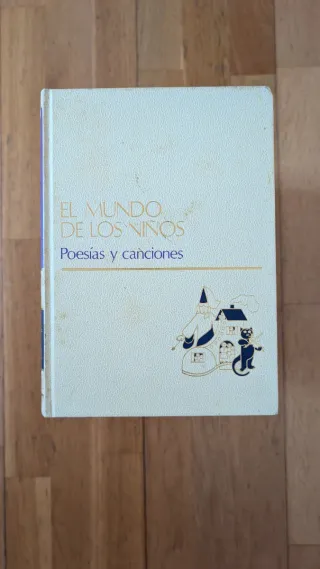 EL MUNDO
DE LOS NIÑOS
Poesías y canciones